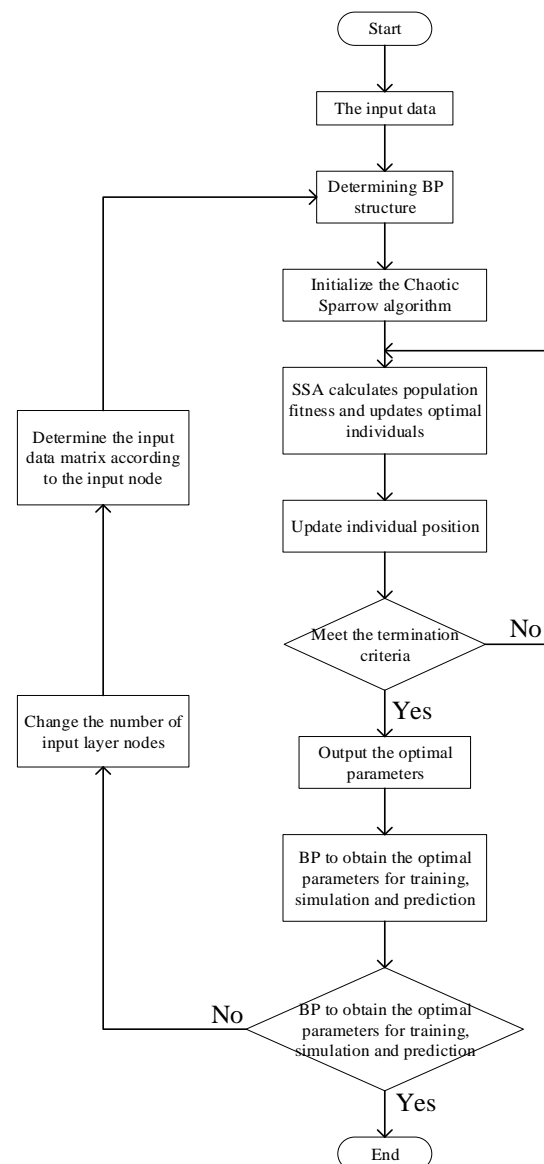 Start
The input data
Determining BP
structure
Initialize the Chaotic
Sparrow algorithm
SSA calculates population
fitness and updates optimal
individuals
Update individual position
Meet the termination
criteria
No
Yes
Output the optimal
parameters
BP to obtain the optimal
parameters for training,
simulation and prediction
BP to obtain the optimal
parameters for training,
simulation and prediction
No
Yes
End
Change the number of
input layer nodes
Determine the input
data matrix according
to the input node